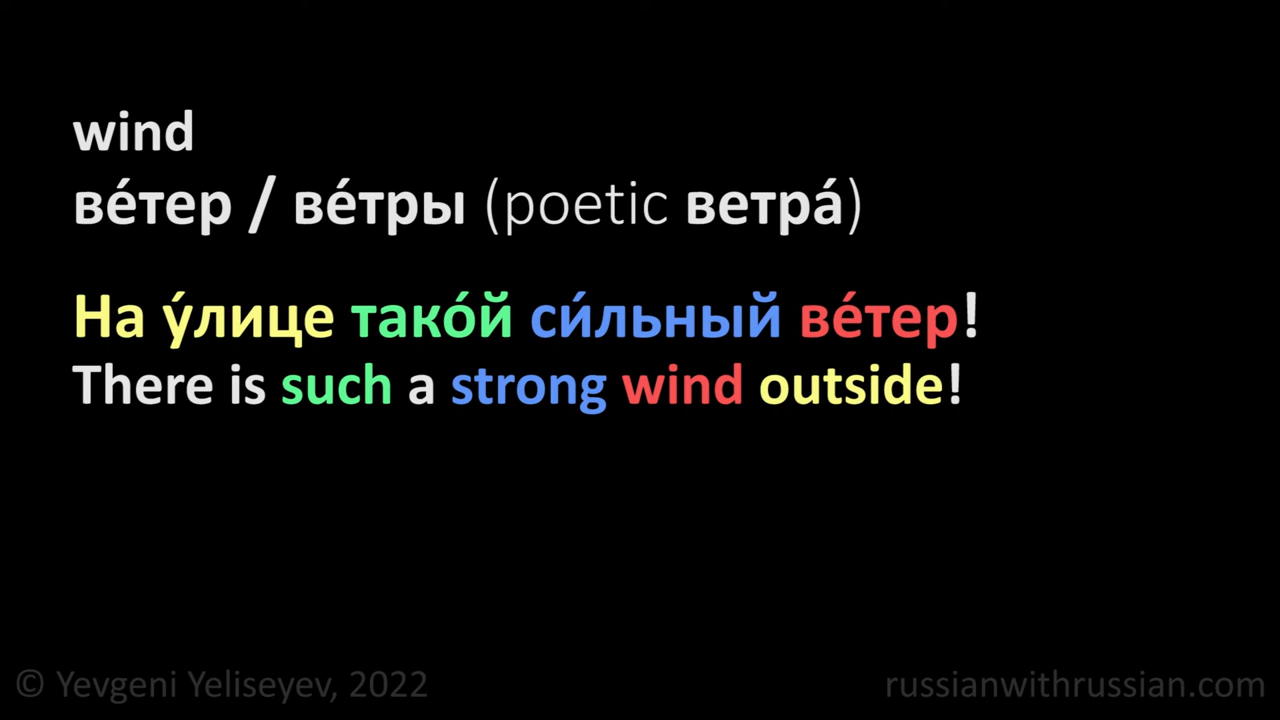 wind
ве́тер / ве́тры (poetic ветра́)
На у́лице тако́й си́льный ве́тер!
There is such a strong wind outside!
© Yevgeni Yeliseyev, 2022
russianwithrussian.com